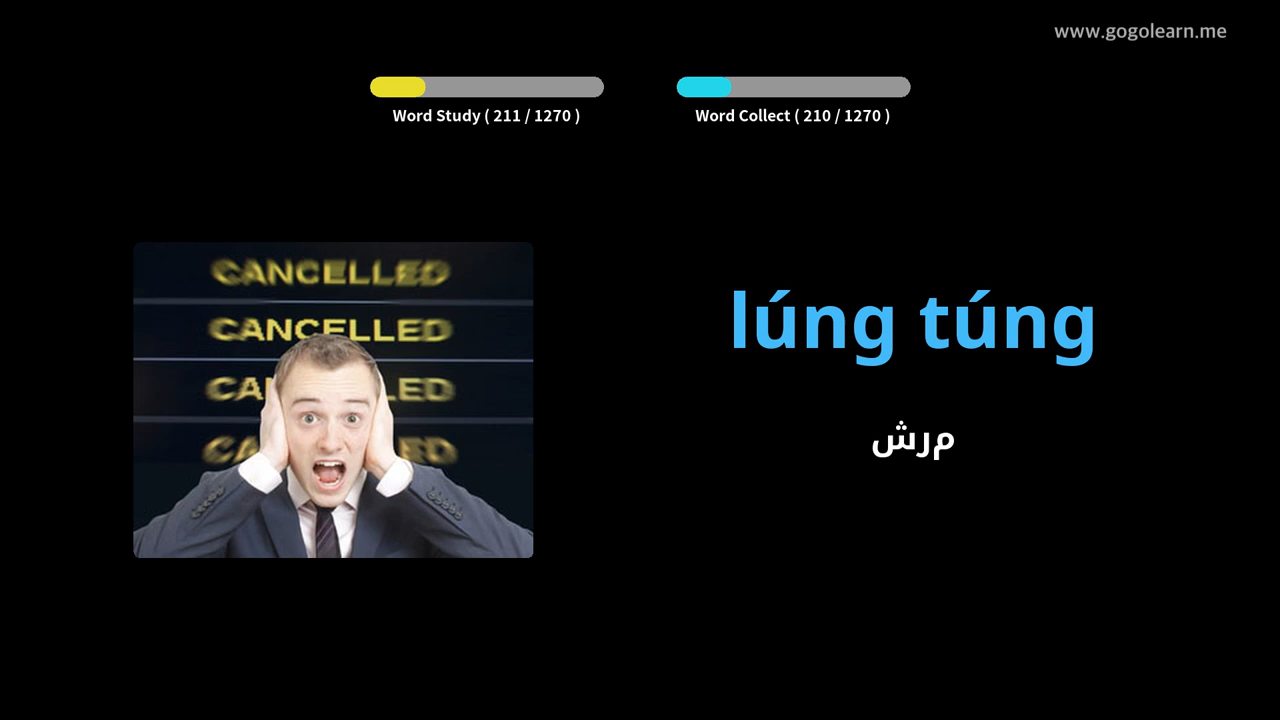 www.gogolearn.me
Word Study ( 211 / 1270 )
Word Collect ( 210 / 1270 )
CANCELLED
CANCELLED
lúng túng
مرش